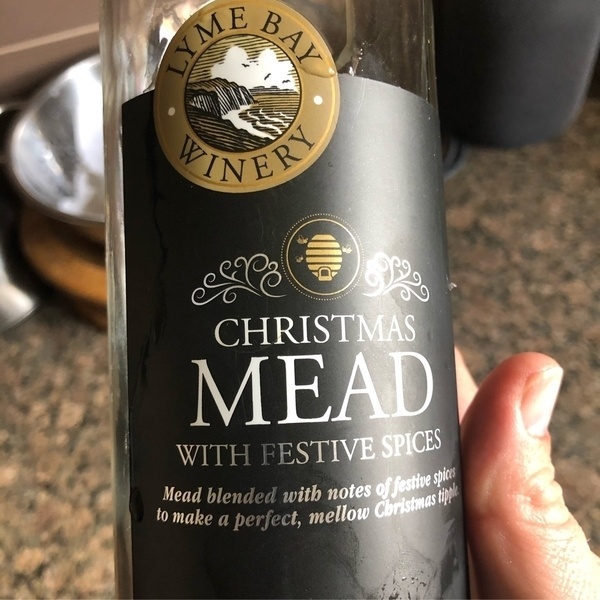 LYME BAY
WINERY
CHRISTMAS
MEAD
WITH FESTIVE SPICES
Mead blended with notes of festive spices
to make a perfect, mellow Christmas tipple